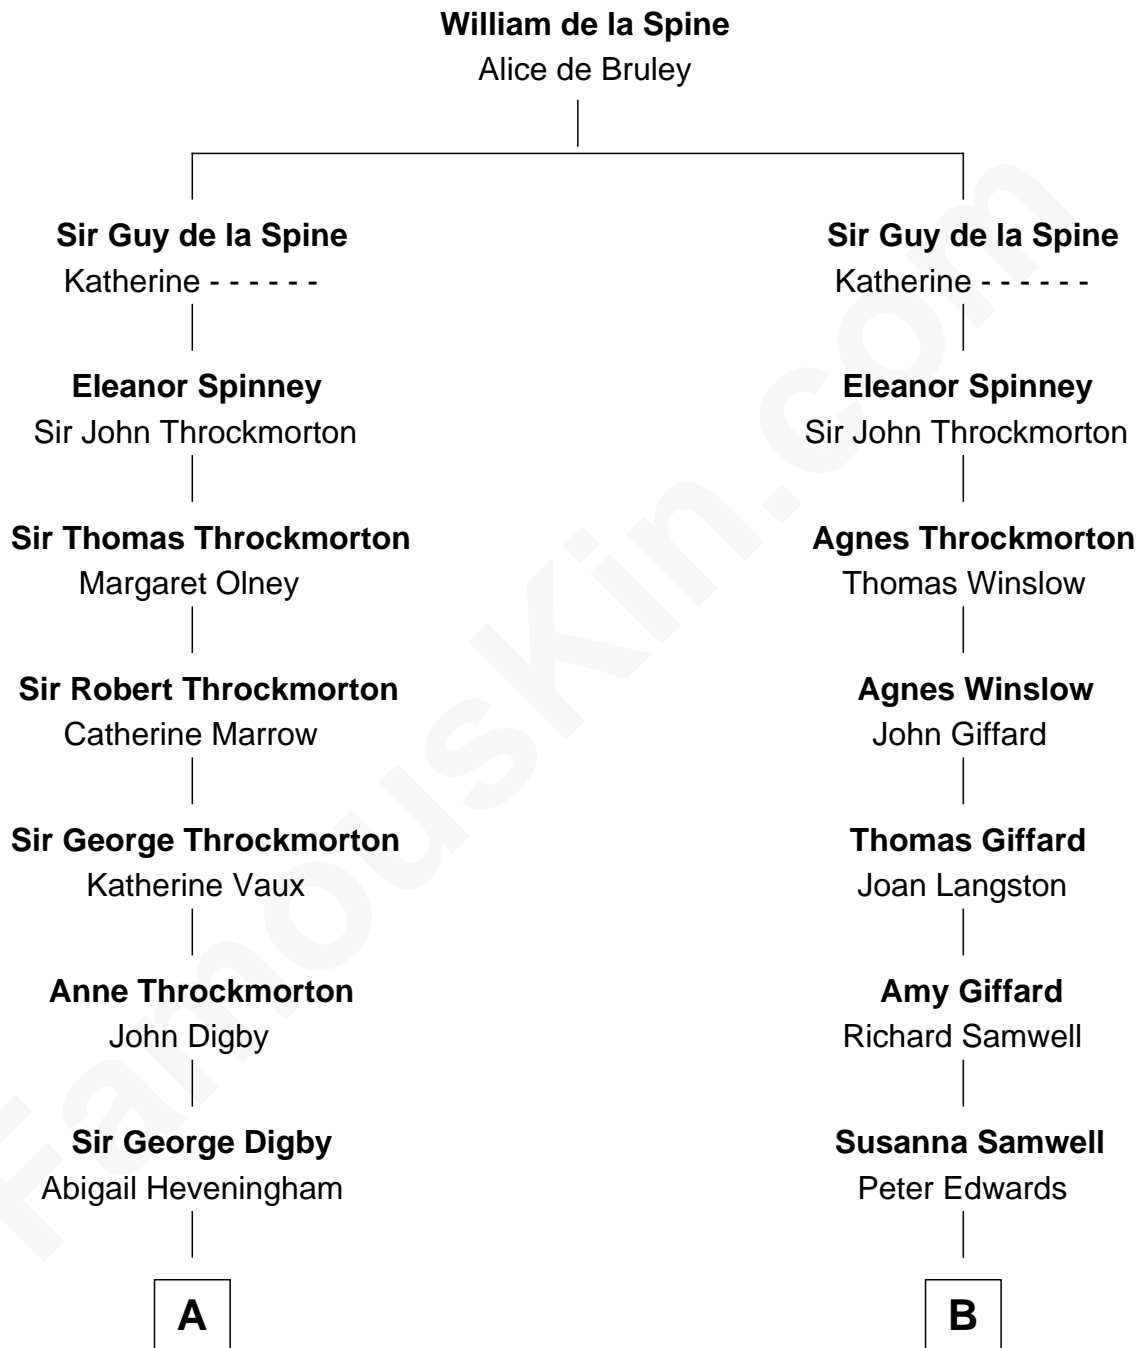 William de la Spine
Alice de Bruley
Sir Guy de la Spine
Katherine - - - - - -
Eleanor Spinney
Sir John Throckmorton
Sir Thomas Throckmorton
Margaret Olney
Sir Robert Throckmorton
Catherine Marrow
Sir George Throckmorton
Katherine Vaux
Anne Throckmorton
John Digby
Sir George Digby
Abigail Heveningham
A
Sir Guy de la Spine
Katherine - - - - - -
Eleanor Spinney
Sir John Throckmorton
Agnes Throckmorton
Thomas Winslow
Agnes Winslow
John Giffard
Thomas Giffard
Joan Langston
Amy Giffard
Richard Samwell
Susanna Samwell
Peter Edwards
B
FamousKin.com